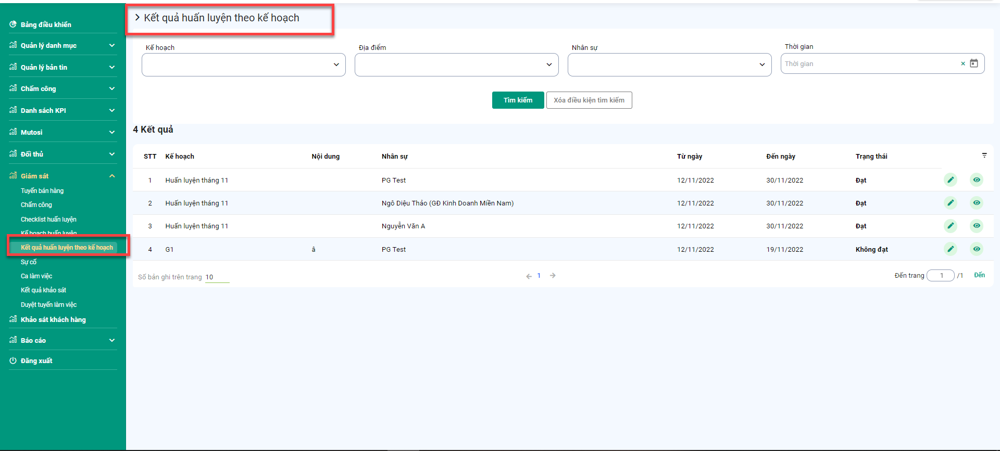 Bảng điều khiển
Quản lý danh mục
Quản lý bản tin
Chấm công
Danh sách KPI
Mutosi
Đối thủ
Giám sát
Tuyến bán hàng
Chấm công
Checklist huấn luyện
Kế hoạch huấn luyện
Kết quả huấn luyện theo kế hoạch
Sự cố
Ca làm việc
Kết quả khảo sát
Duyệt tuyến làm việc
Khảo sát khách hàng
Báo cáo
Đăng xuất
Kết quả huấn luyện theo kế hoạch
Kế hoạch Địa điểm Nhân sự Thời gian
Thời gian
Tìm kiếm Xóa điều kiện tìm kiếm
4 Kết quả
STT Kế hoạch Nội dung Nhân sự Từ ngày Đến ngày Trạng thái
1 Huấn luyện tháng 11 PG Test 12/11/2022 30/11/2022 Đạt
2 Huấn luyện tháng 11 Ngô Diệu Thảo (GĐ Kinh Doanh Miền Nam) 12/11/2022 30/11/2022 Đạt
3 Huấn luyện tháng 11 Nguyễn Văn A 12/11/2022 30/11/2022 Đạt
4 G1 â PG Test 12/11/2022 19/11/2022 Không đạt
Số bản ghi trên trang 10 1 Đến trang 1 /1 Đến